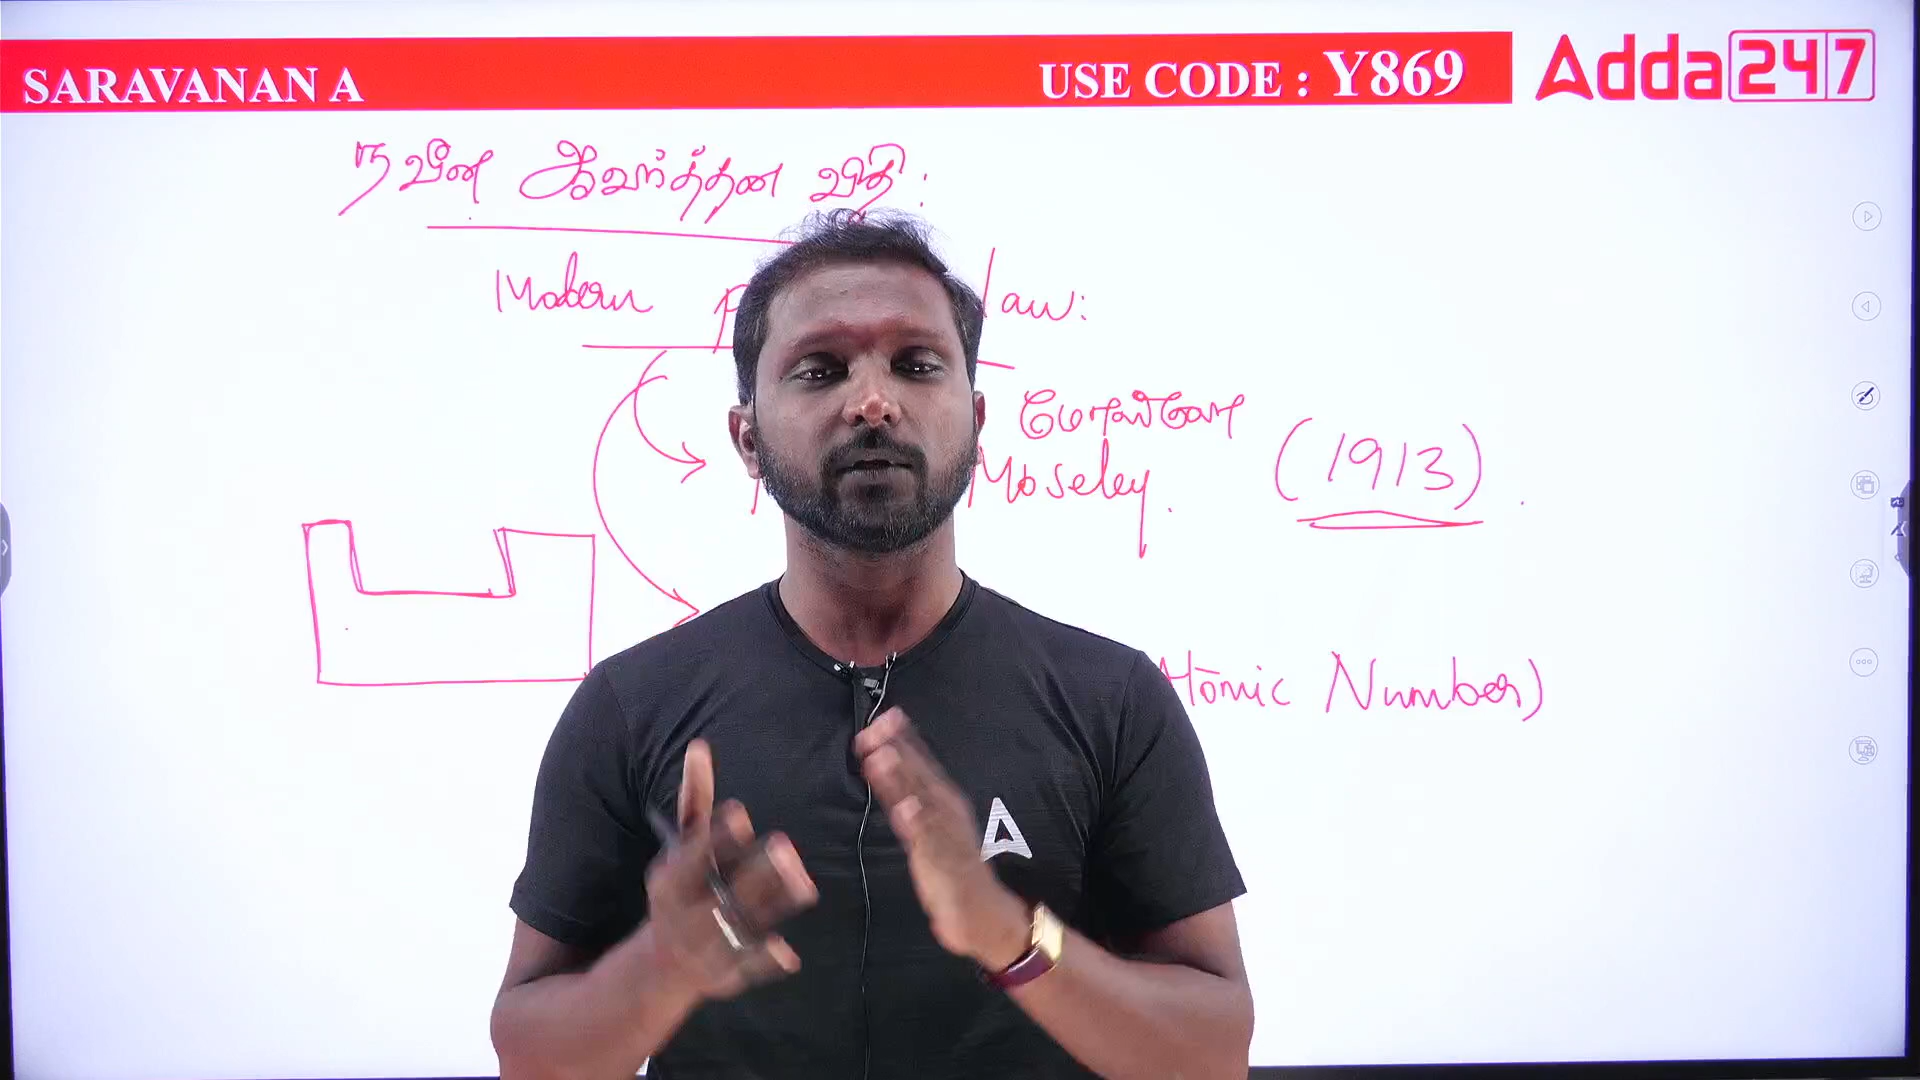 SARAVANAN A
USE CODE : Y869
Adda247
நவீன ஆவர்த்தன விதி :
Modern law:
மோஸ்லே
Moseley. (1913)
Atomic Number)